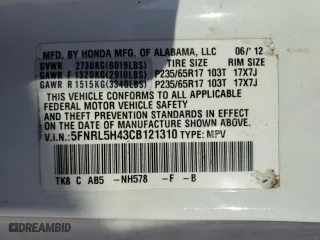 MFD. BY HONDA MFG. OF ALABAMA, LLC 06/'12
GVWR 2730KG(6019LBS) TIRE SIZE RIM SIZE
GAWR F 1320KG(2910LBS) P235/65R17 103T 17X7J
GAWR R 1515KG(3340LBS) P235/65R17 103T 17X7J
THIS VEHICLE CONFORMS TO ALL APPLICABLE
FEDERAL MOTOR VEHICLE SAFETY AND
THEFT PREVENTION STANDARDS IN EFFECT ON
THE DATE OF MANUFACTURE SHOWN ABOVE.
V.I.N.: 5FNRL5H43CB121310 TYPE: MPV
TK8 C AB5 -NH578 -F -B